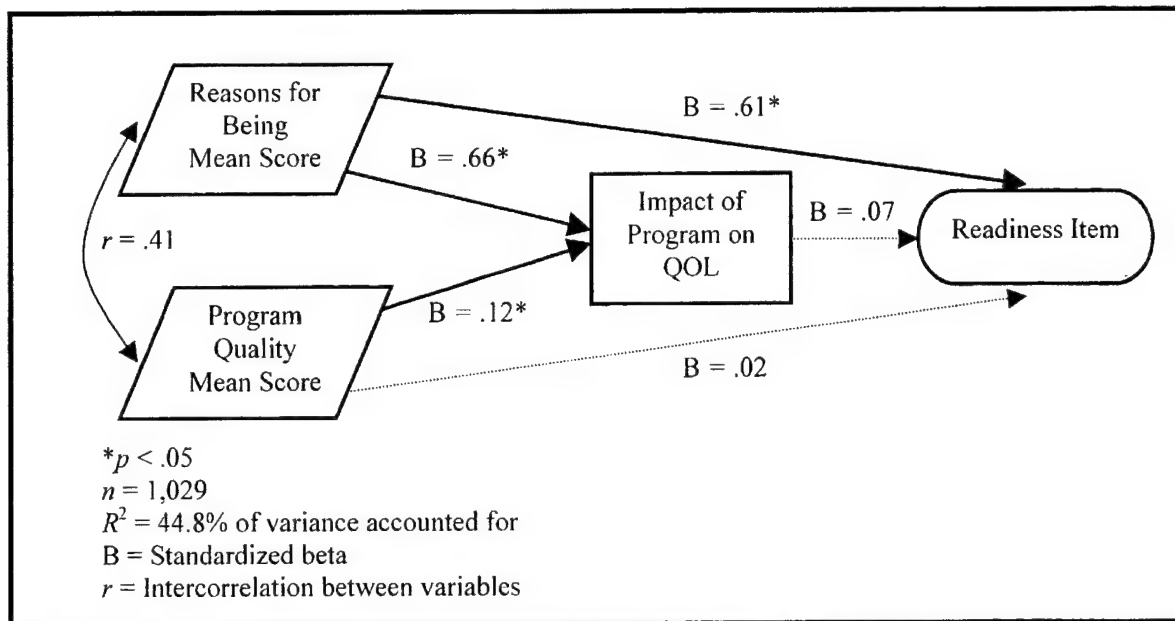 Reasons for
Being
Mean Score
B = .61*
B = .66*
Impact of
Program on
QOL
B = .07
Readiness Item
r = .41
Program
Quality
Mean Score
B = .12*
B = .02
*p < .05
n = 1,029
R² = 44.8% of variance accounted for
B = Standardized beta
r = Intercorrelation between variables